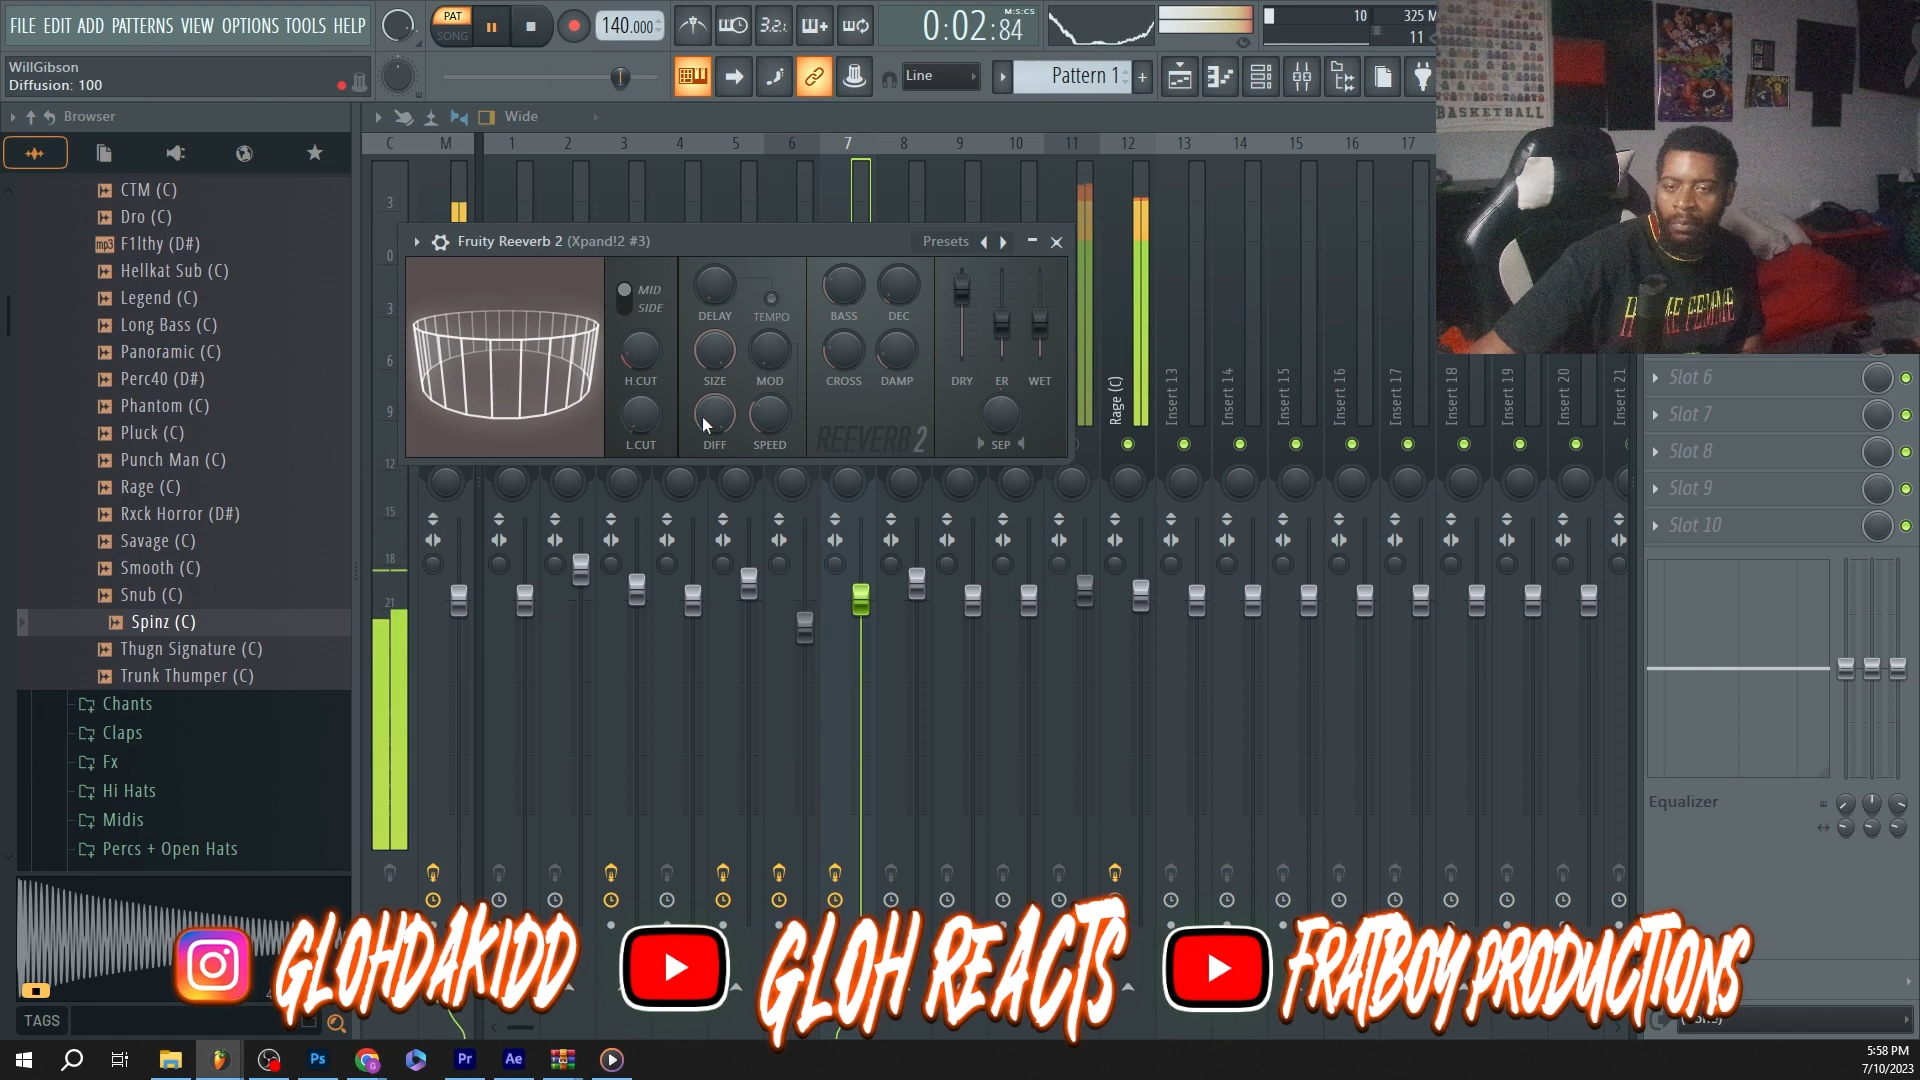 FILE EDIT ADD PATTERNS VIEW OPTIONS TOOLS HELP
PAT
SONG
140.000
3.2.
0:02:84
M:S:CS
10
325 M
11
WillGibson
Diffusion: 100
Line
Pattern 1
+
Browser
Wide
CTM (C)
Dro (C)
mp3 F1lthy (D#)
Hellkat Sub (C)
Legend (C)
Long Bass (C)
Panoramic (C)
Perc40 (D#)
Phantom (C)
Pluck (C)
Punch Man (C)
Rage (C)
Rxck Horror (D#)
Savage (C)
Smooth (C)
Snub (C)
Spinz (C)
Thugn Signature (C)
Trunk Thumper (C)
Chants
Claps
Fx
Hi Hats
Midis
Percs + Open Hats
TAGS
C M 1 2 3 4 5 6 7 8 9 10 11 12 13 14 15 16 17
3
0
3
6
9
12
15
18
21
Fruity Reeverb 2 (Xpand!2 #3)
Presets
MID
SIDE
H.CUT
L.CUT
DELAY
TEMPO
SIZE
MOD
DIFF
SPEED
BASS
DEC
CROSS
DAMP
REEVERB 2
DRY
ER
WET
SEP
Rage (C)
Insert 13
Insert 14
Insert 15
Insert 16
Insert 17
Insert 18
Insert 19
Insert 20
Insert 21
Slot 6
Slot 7
Slot 8
Slot 9
Slot 10
Equalizer
BASKETBALL
GLOHDAKIDD
GLOH REACTS
FRATBOY PRODUCTIONS
Ps
Pr
Ae
5:58 PM
7/10/2023